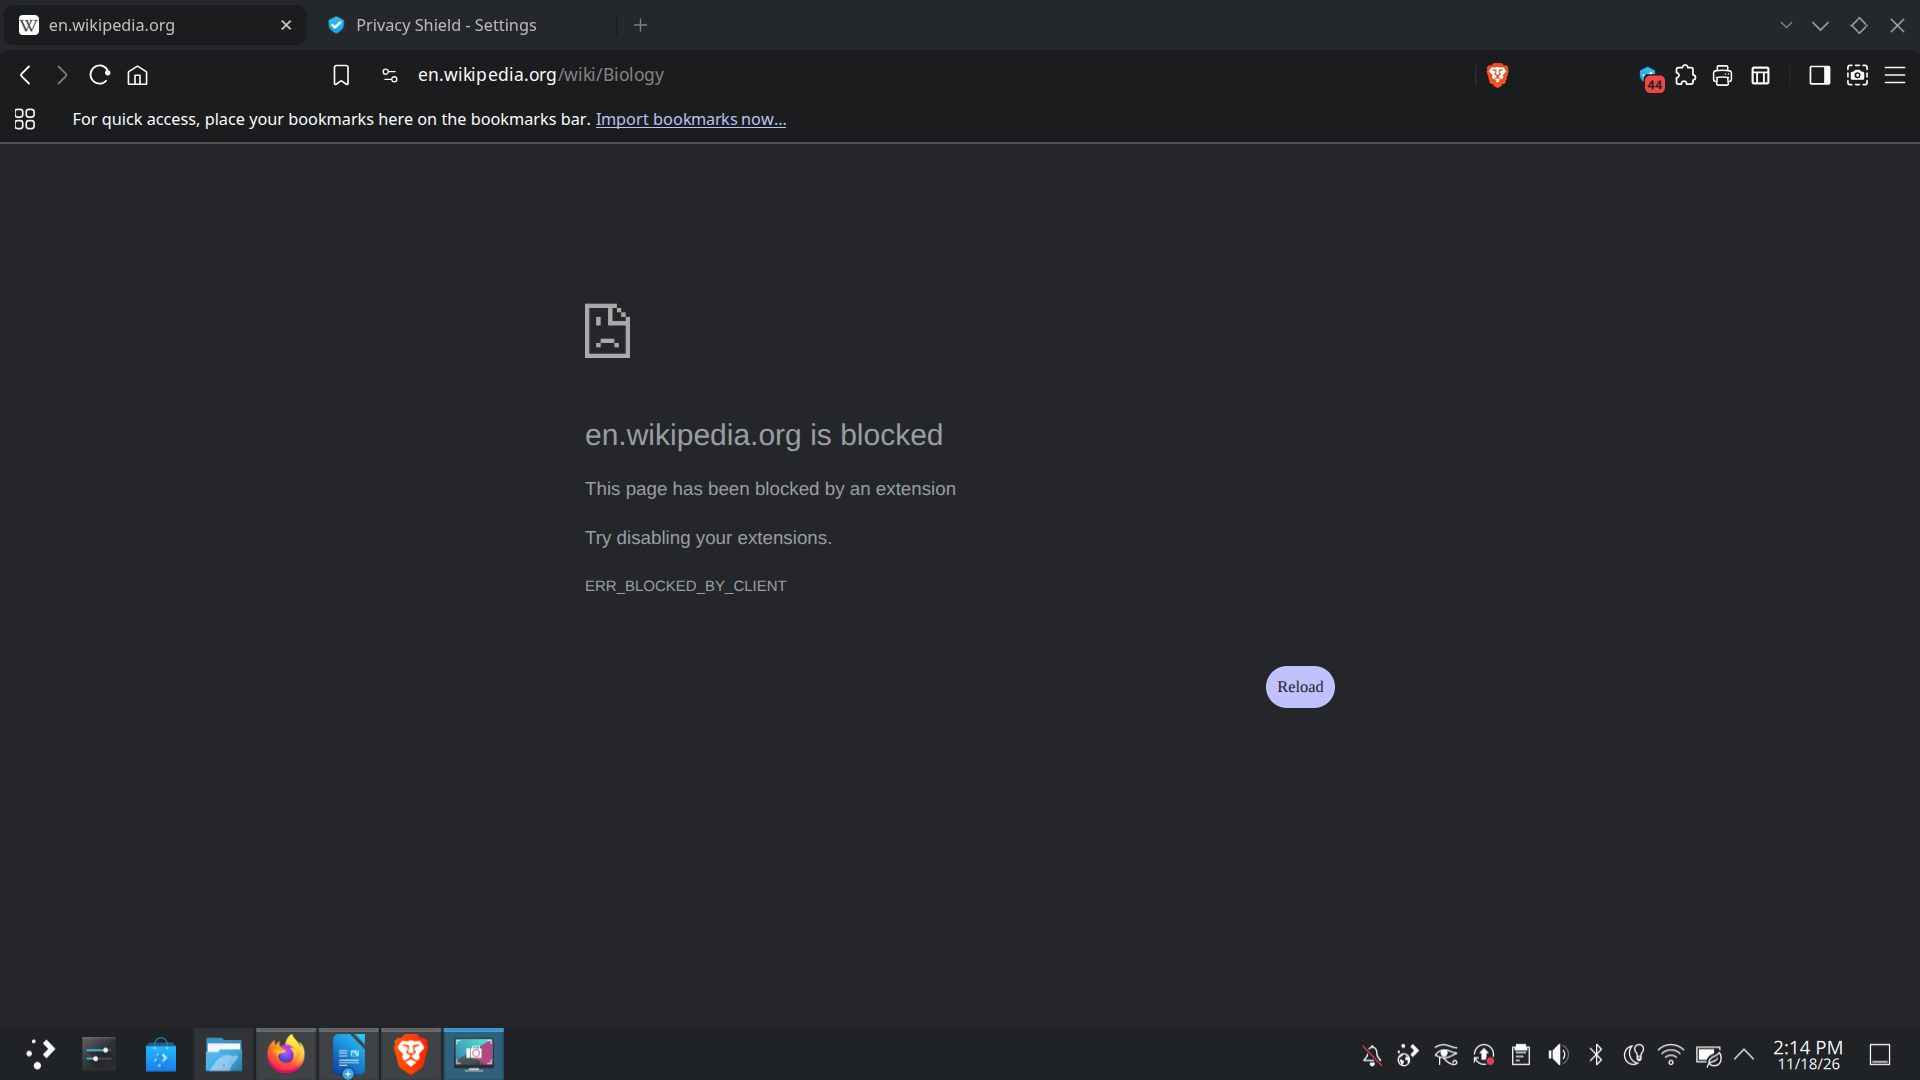 W en.wikipedia.org
Privacy Shield - Settings
en.wikipedia.org/wiki/Biology
44
For quick access, place your bookmarks here on the bookmarks bar. Import bookmarks now...
en.wikipedia.org is blocked
This page has been blocked by an extension
Try disabling your extensions.
ERR_BLOCKED_BY_CLIENT
Reload
2:14 PM
11/18/26